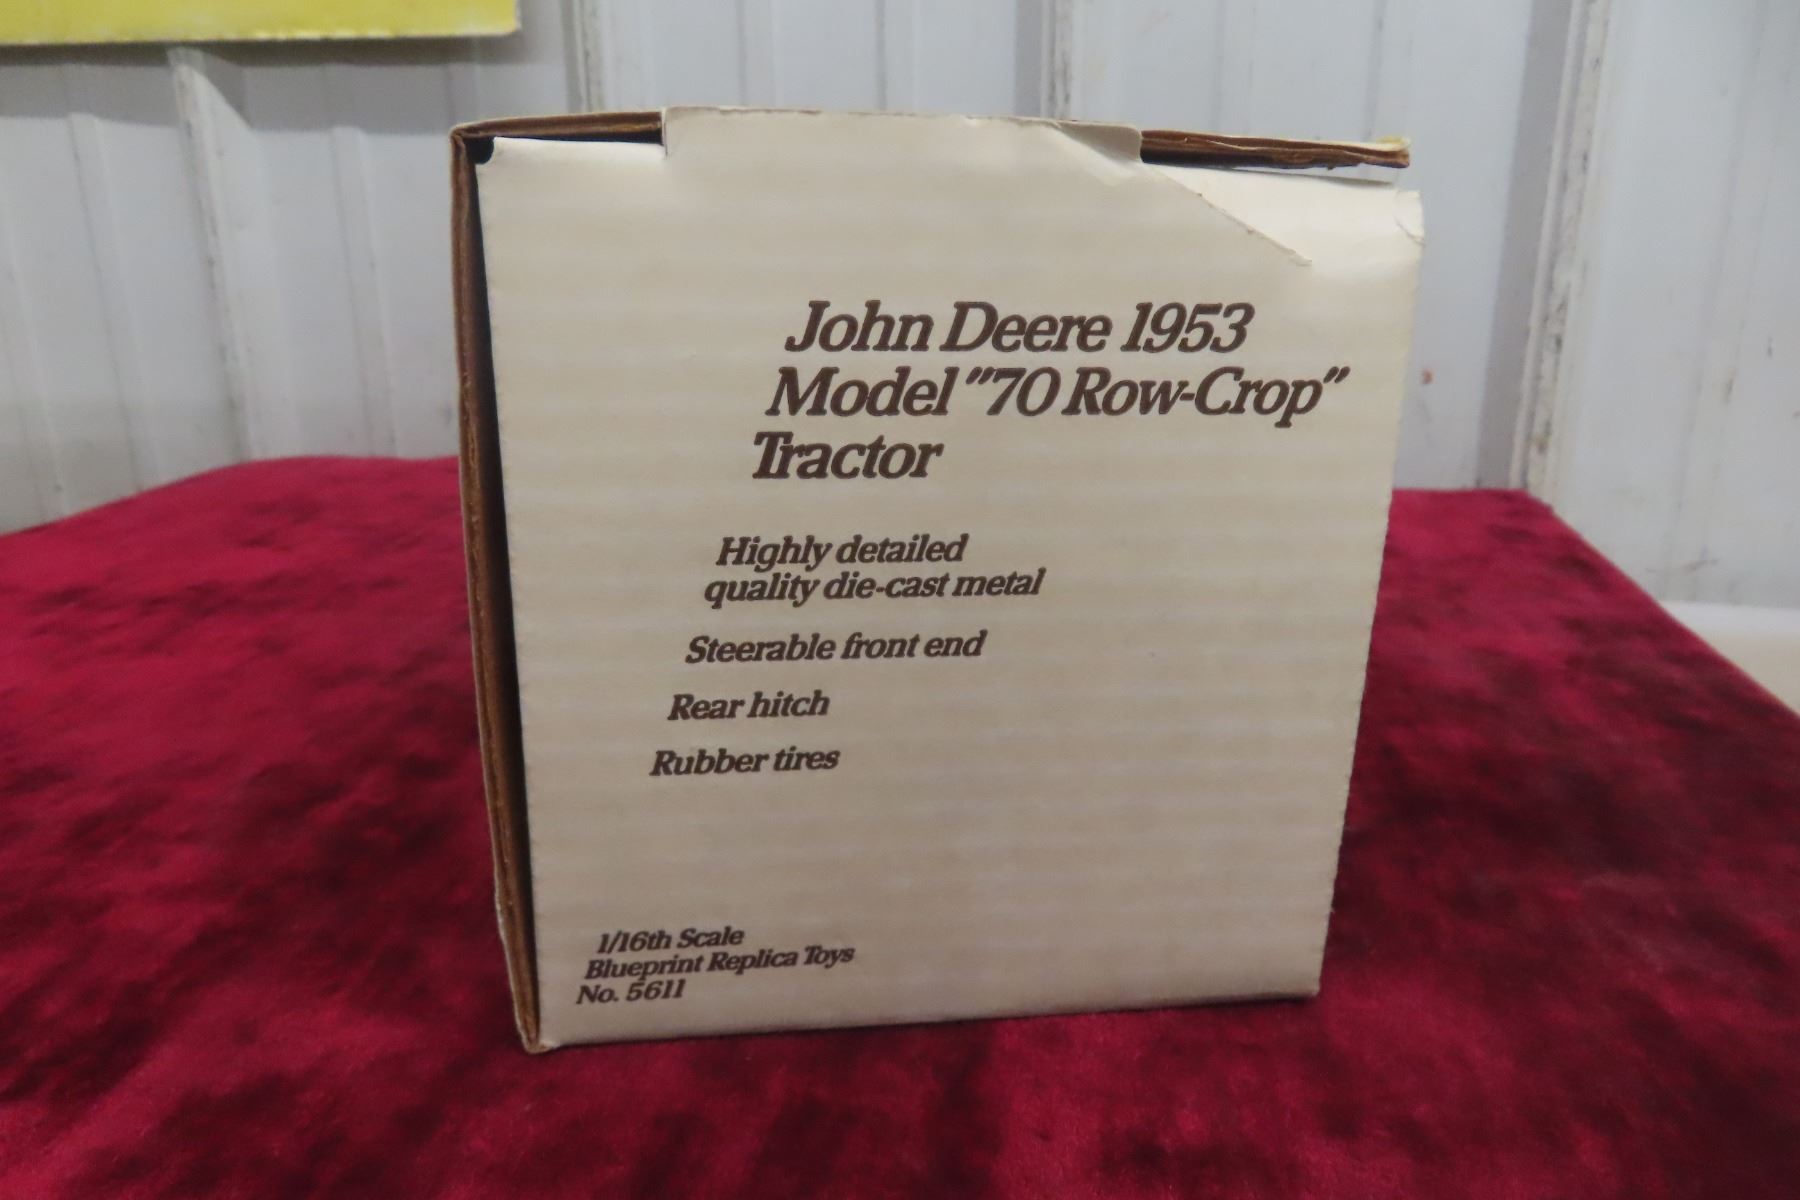 John Deere 1953
Model "70 Row-Crop"
Tractor
Highly detailed
quality die-cast metal
Steerable front end
Rear hitch
Rubber tires
1/16th Scale
Blueprint Replica Toys
No. 5611